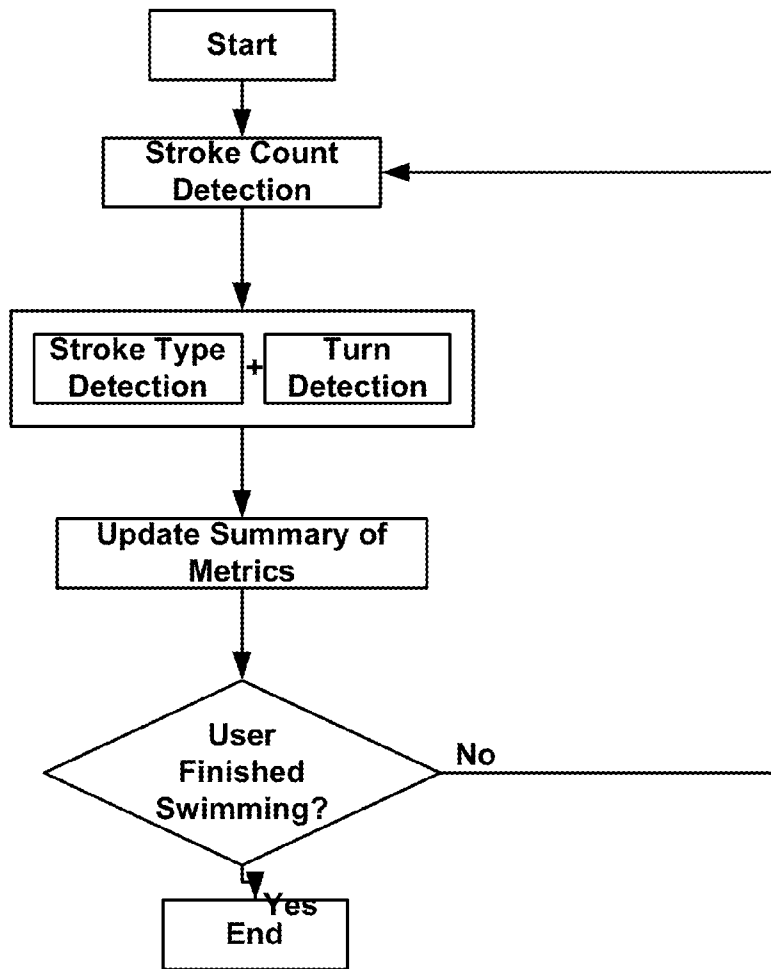 Start
Stroke Count
Detection
Stroke Type
Detection
+
Turn
Detection
Update Summary of
Metrics
User
Finished
Swimming?
No
Yes
End